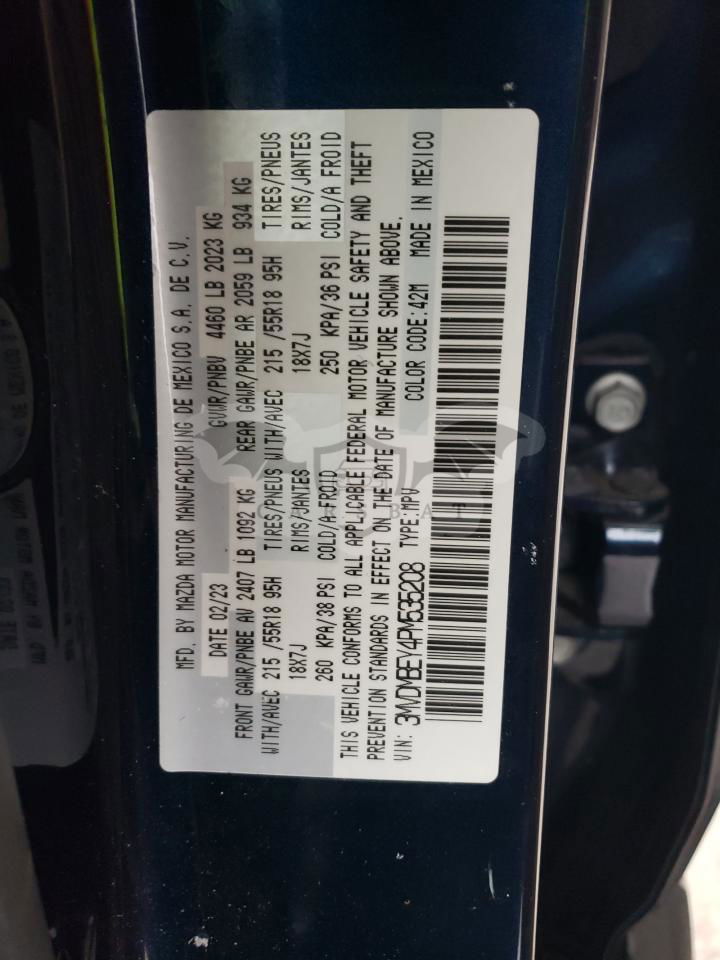 MFD. BY MAZDA MOTOR MANUFACTURING DE MEXICO S.A. DE C.V.
DATE 02/23 GVWR/PNBV 4460 LB 2023 KG
FRONT GAWR/PNBE AV 2407 LB 1092 KG REAR GAWR/PNBE AR 2059 LB 934 KG
WITH/AVEC 215 /55R18 95H TIRES/PNEUS WITH/AVEC 215 /55R18 95H TIRES/PNEUS
18X7J RIMS/JANTES 18X7J RIMS/JANTES
260 KPA/38 PSI COLD/A FROID 250 KPA/36 PSI COLD/A FROID
THIS VEHICLE CONFORMS TO ALL APPLICABLE FEDERAL MOTOR VEHICLE SAFETY AND THEFT
PREVENTION STANDARDS IN EFFECT ON THE DATE OF MANUFACTURE SHOWN ABOVE.
VIN: 3MVDMBEY4PM535208 TYPE:MPV COLOR CODE:42M MADE IN MEXICO
CARSBAT